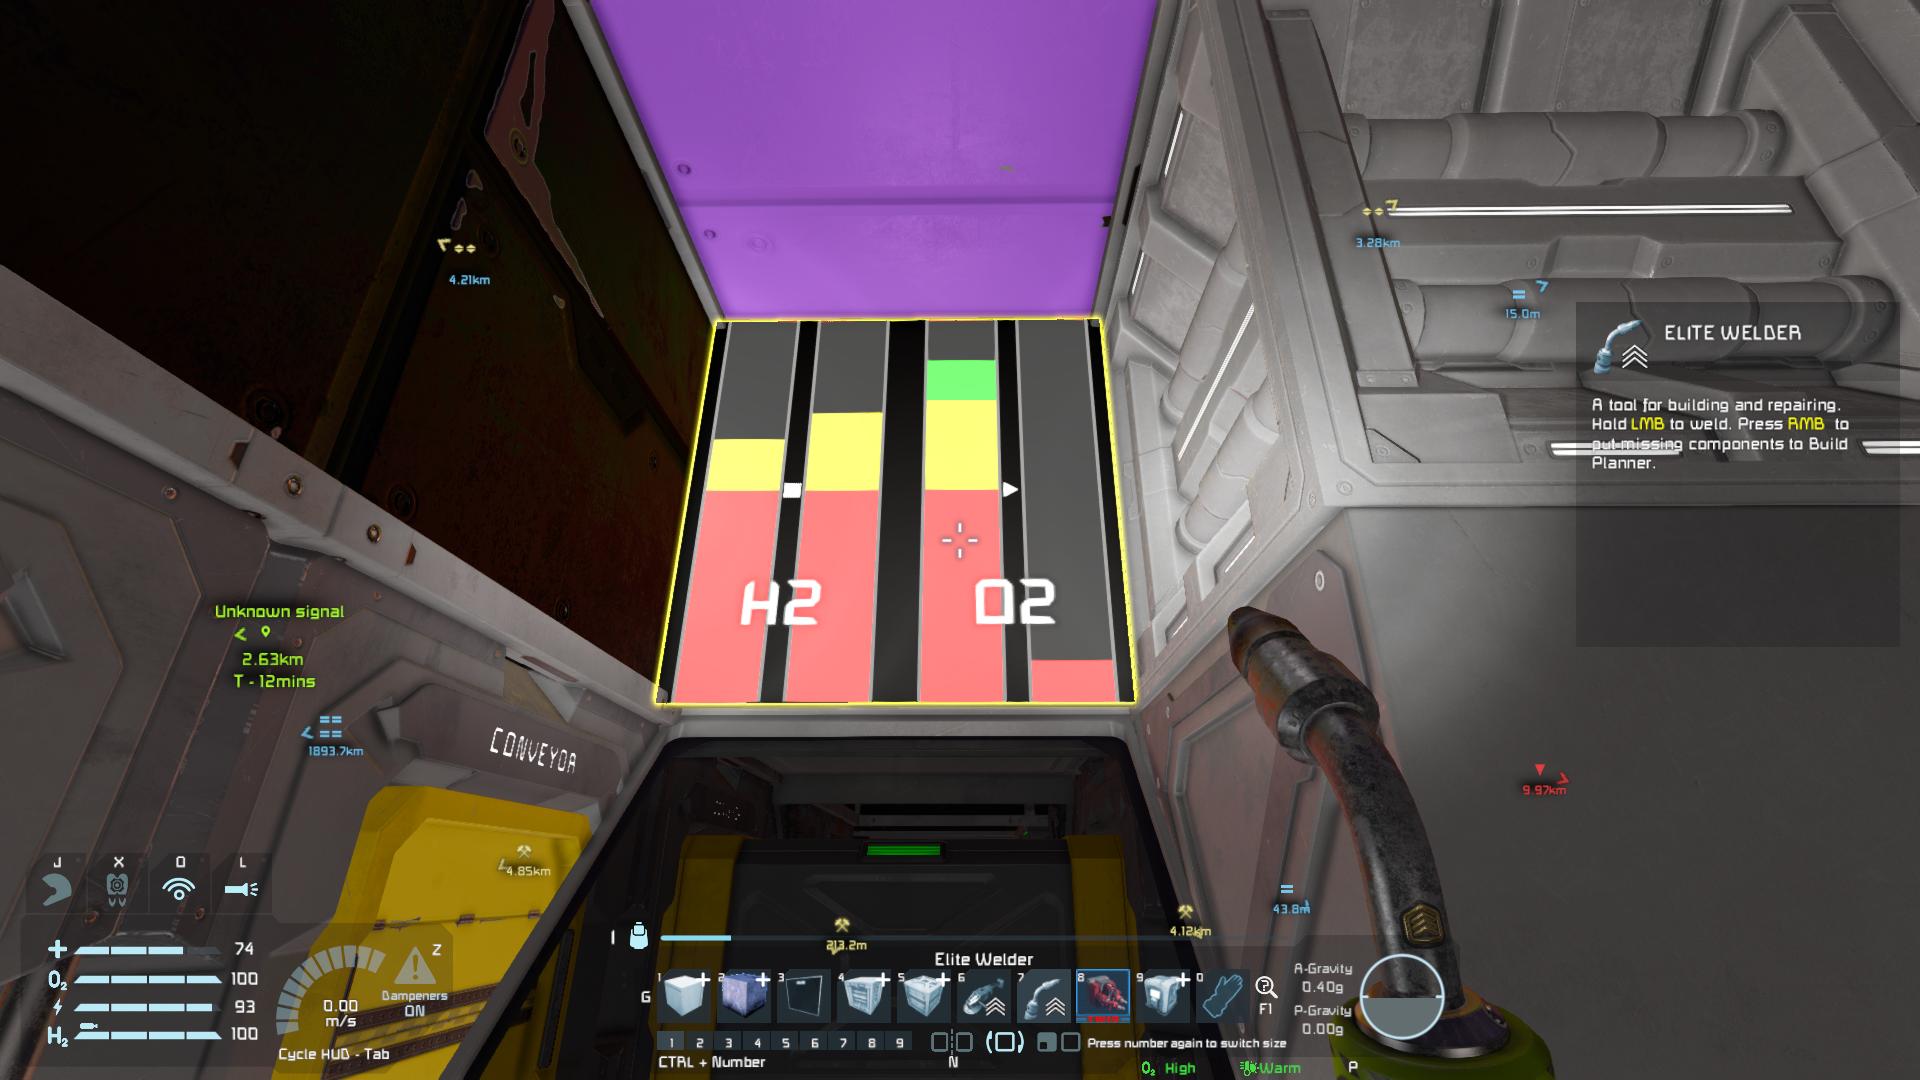 4.21km
3.28km
15.0m
ELITE WELDER
A tool for building and repairing.
Hold LMB to weld. Press RMB to
put missing components to Build
Planner.
H2
O2
Unknown signal
2.63km
T - 12mins
1893.7km
CONVEYOR
9.97km
4.85km
J X O L
43.8m
213.2m
4.12km
74
O2 100
93
H2 100
Z
Dampeners
ON
0.00
m/s
Cycle HUD - Tab
I
Elite Welder
G
1 2 3 4 5 6 7 8 9 0
F1
A-Gravity
0.40g
P-Gravity
0.00g
1 2 3 4 5 6 7 8 9
CTRL + Number
N
Press number again to switch size
O2 High
Warm
P